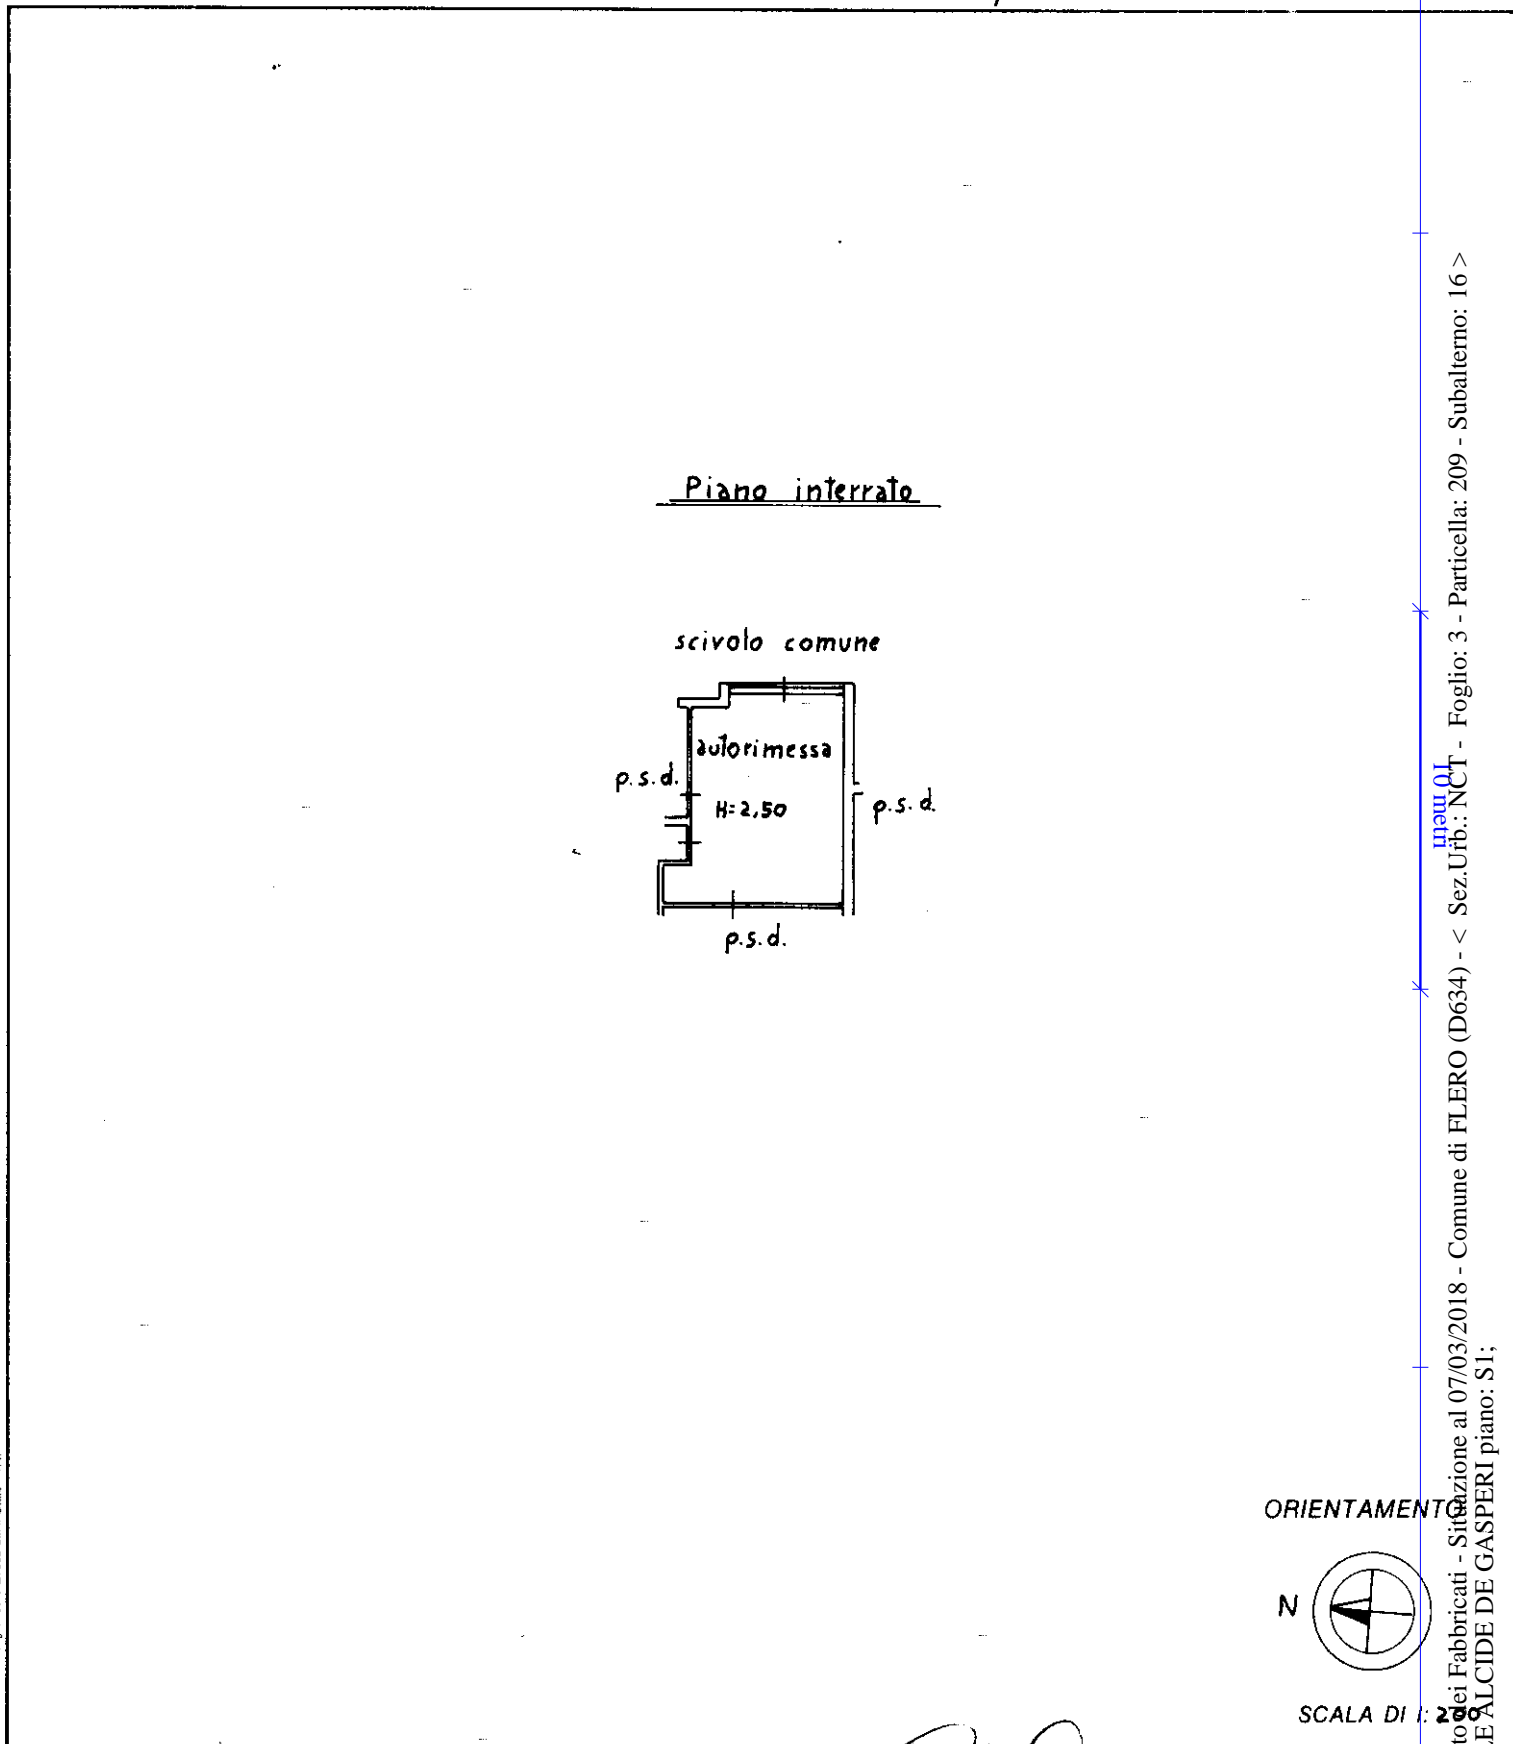 Piano interrato
scivolo comune
autorimessa
p.s.d.
H=2,50
p.s.d.
p.s.d.
ORIENTAMENTO
N
SCALA DI 1: 200
10 metri
dei Fabbricati - Situazione al 07/03/2018 - Comune di FLERO (D634) - < Sez.Urb.: NCT - Foglio: 3 - Particella: 209 - Subalterno: 16 >
ALCIDE DE GASPERI piano: S1;